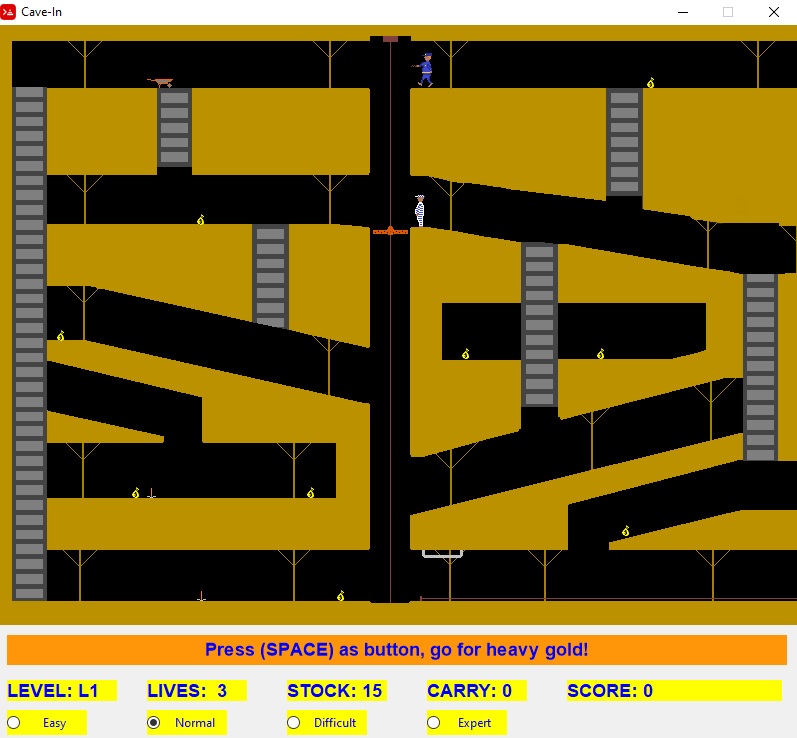 Cave-In
Press (SPACE) as button, go for heavy gold!
LEVEL: L1 LIVES: 3 STOCK: 15 CARRY: 0 SCORE: 0
Easy Normal Difficult Expert